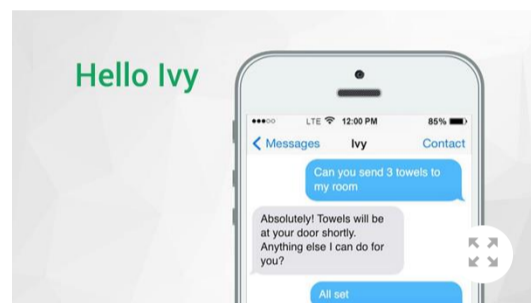 Hello Ivy
LTE 12:00 PM 85%
Messages Ivy Contact
Can you send 3 towels to
my room
Absolutely! Towels will be
at your door shortly.
Anything else I can do for
you?
All set